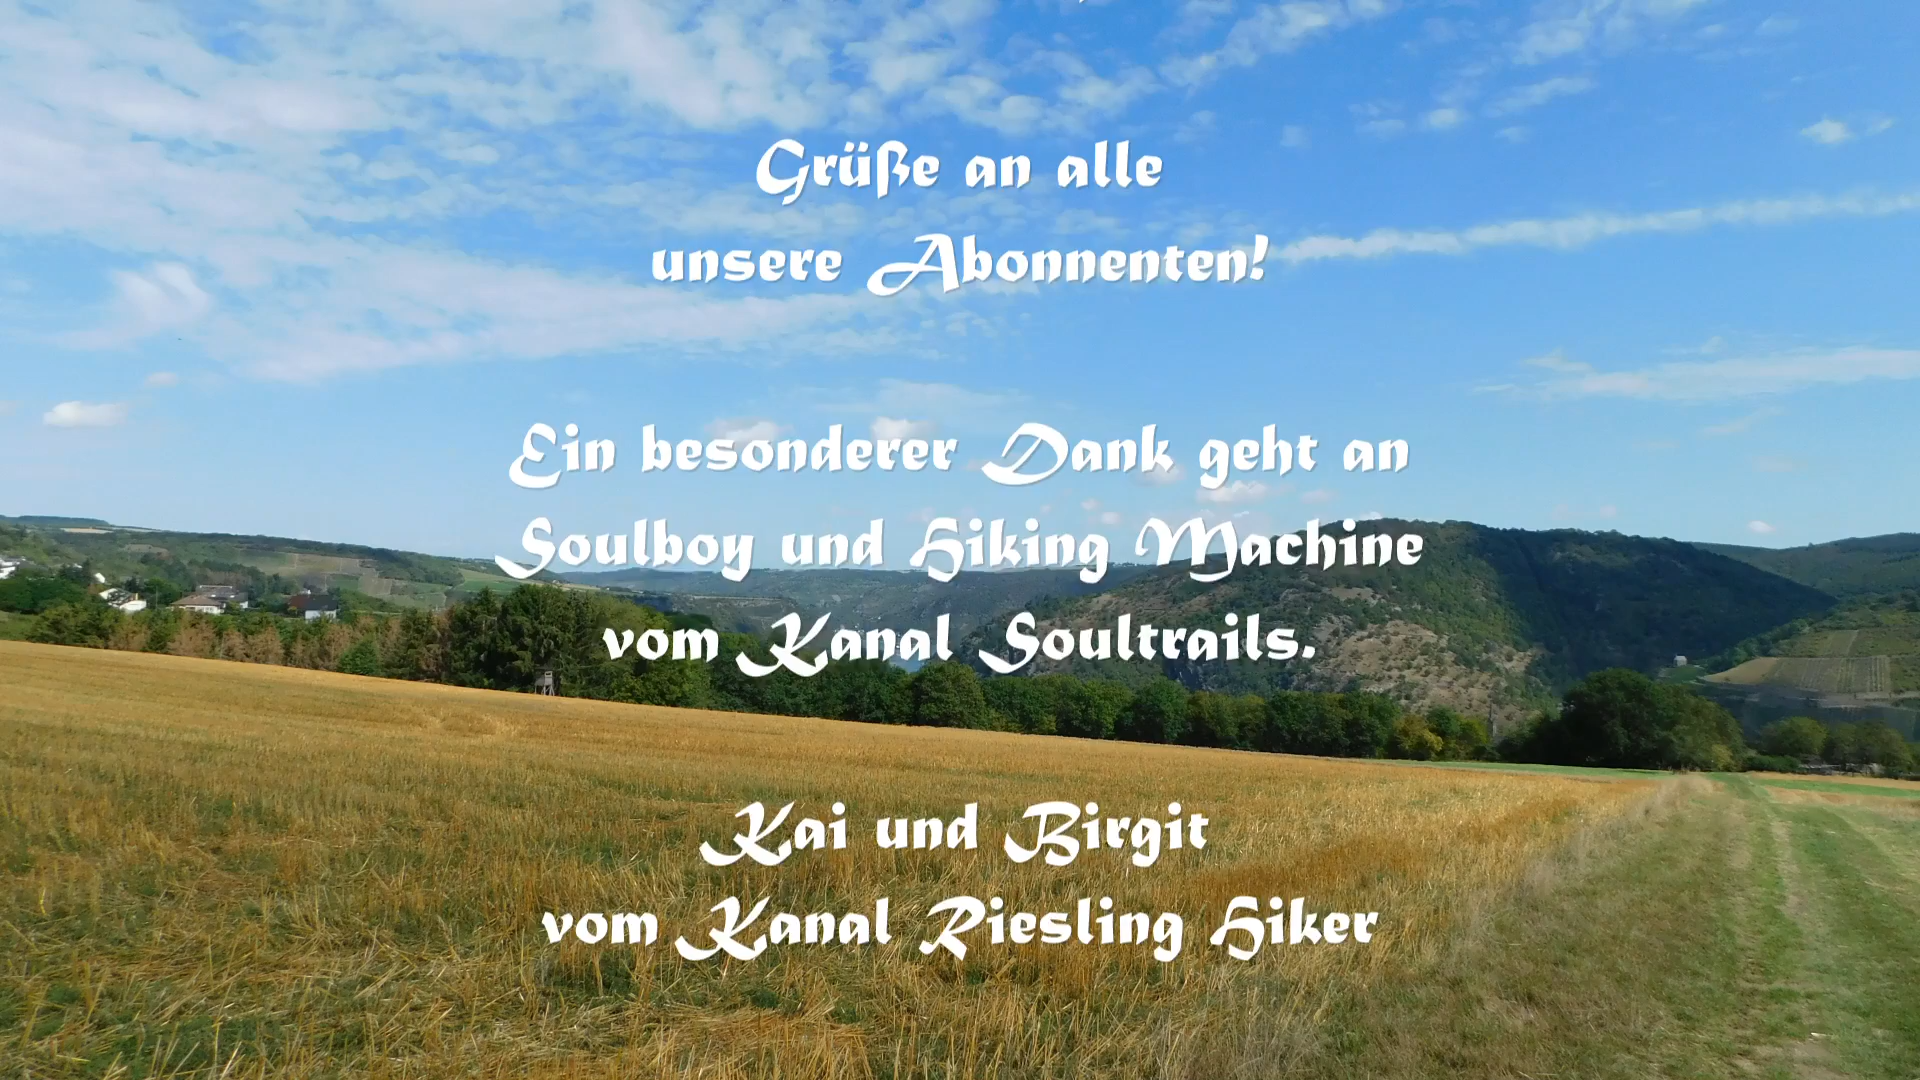 Grüße an alle
unsere Abonnenten!
Ein besonderer Dank geht an
Soulboy und Hiking Machine
vom Kanal Soultrails.
Kai und Birgit
vom Kanal Riesling Hiker